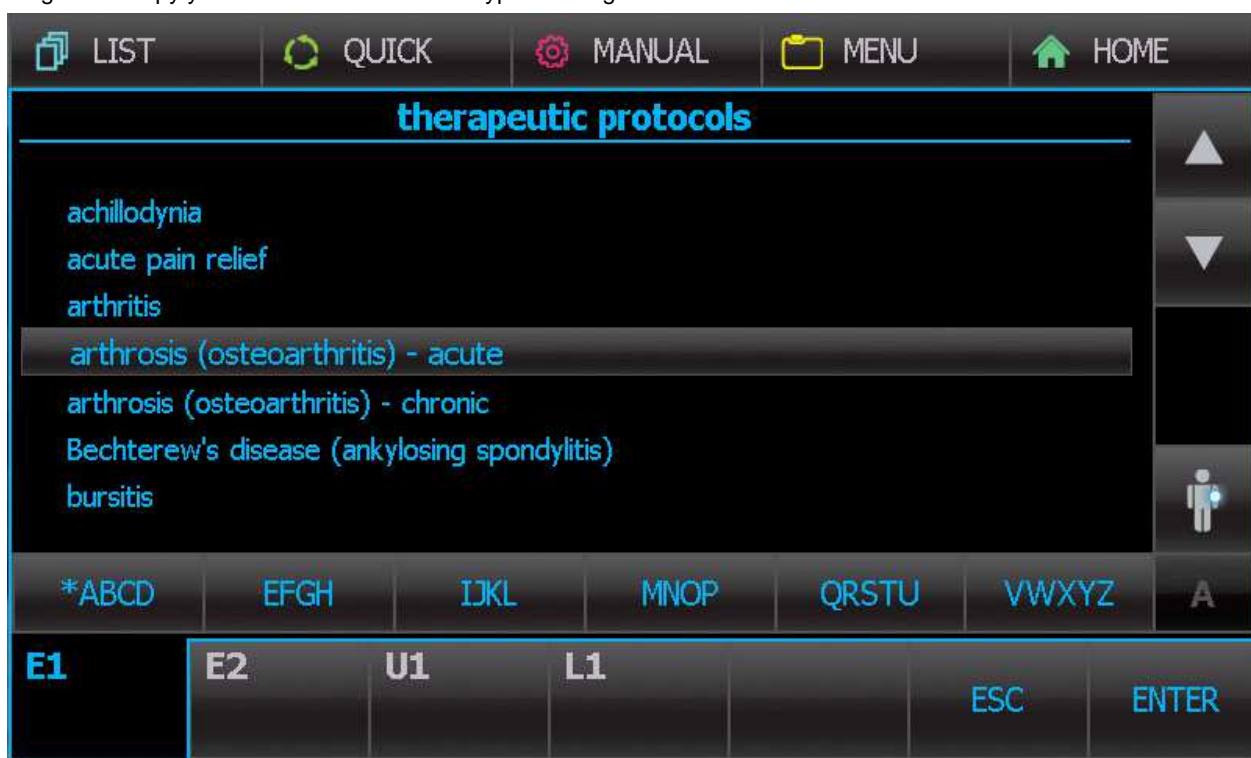 LIST QUICK MANUAL MENU HOME
therapeutic protocols
achillodynia
acute pain relief
arthritis
arthrosis (osteoarthritis) - acute
arthrosis (osteoarthritis) - chronic
Bechterew's disease (ankylosing spondylitis)
bursitis
*ABCD EFGH IJKL MNOP QRSTU VWXYZ A
E1 E2 U1 L1
ESC ENTER